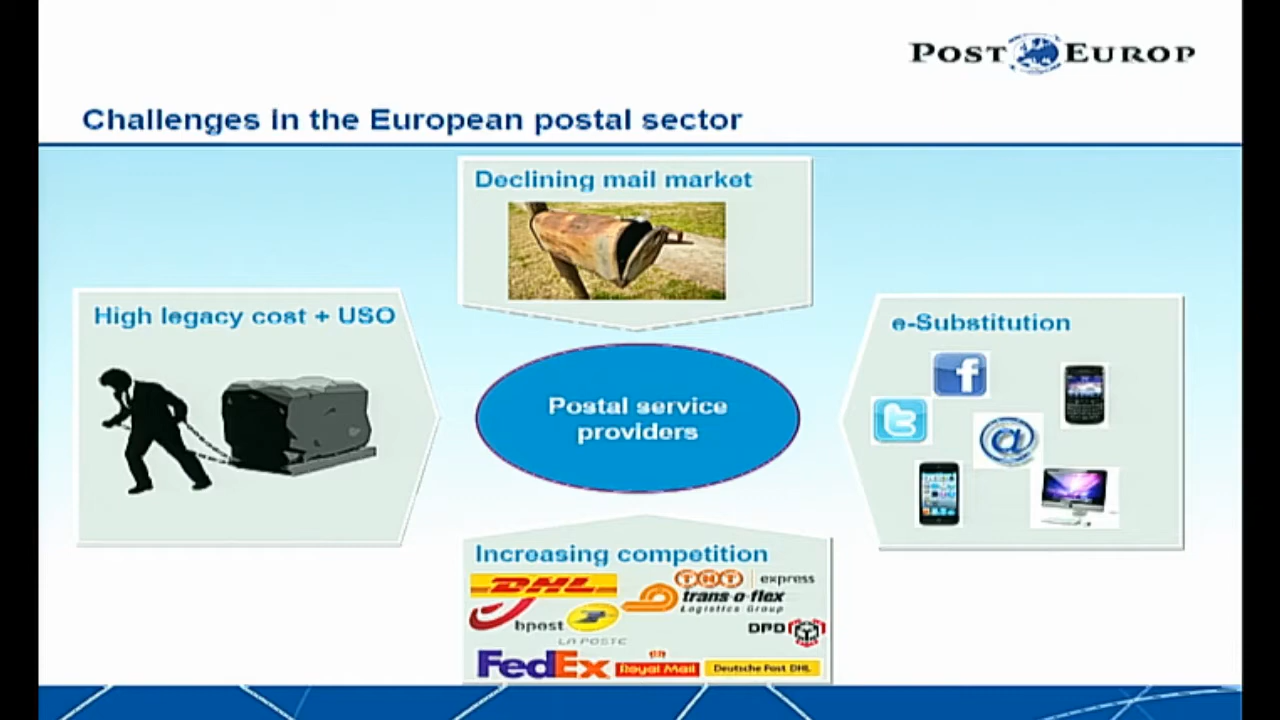 POST EUROP
Challenges in the European postal sector
Declining mail market
High legacy cost + USO
e-Substitution
f
t
@
Postal service
providers
Increasing competition
DHL
TNT express
trans-o-flex
Logistics Group
bpost
LA POSTE
DPD
FedEx
Royal Mail
Deutsche Post DHL